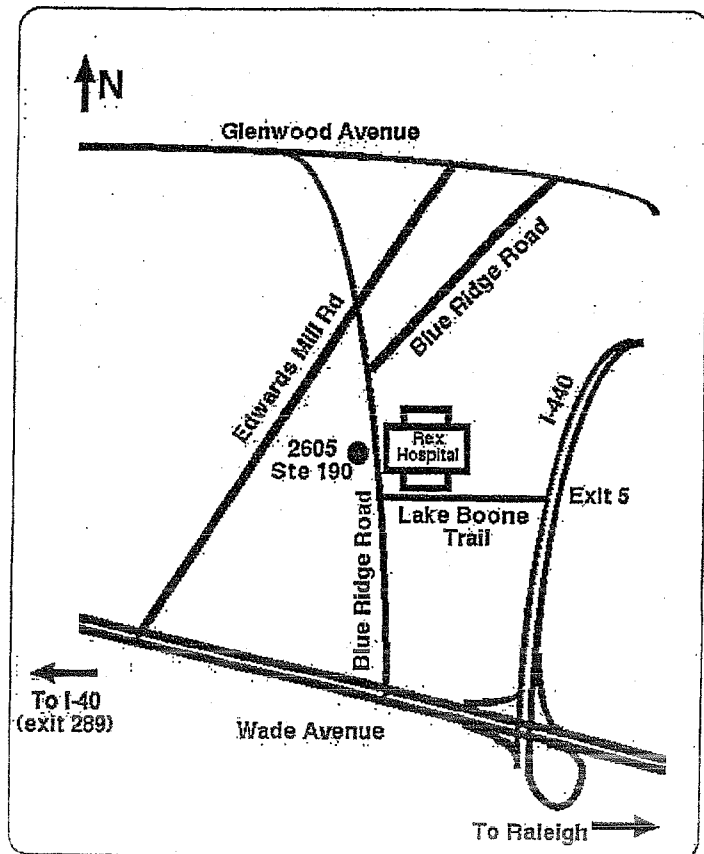 N
Glenwood Avenue
Blue Ridge Road
Edwards Mill Rd
I-440
2605
Ste 190
Rex
Hospital
Exit 5
Lake Boone
Trail
Blue Ridge Road
To I-40
(exit 289)
Wade Avenue
To Raleigh